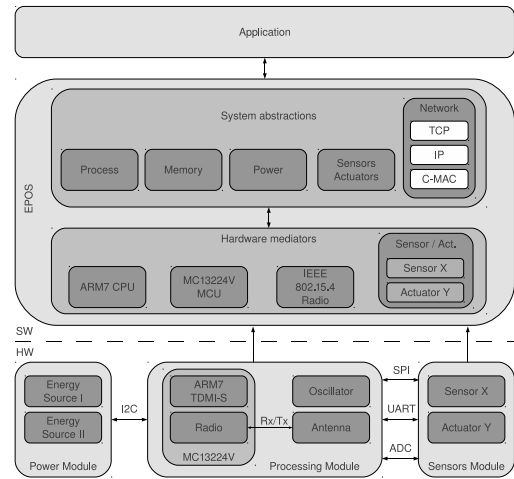 Application
EPOS
System abstractions
Process
Memory
Power
Sensors
Actuators
Network
TCP
IP
C-MAC
Hardware mediators
ARM7 CPU
MC13224V
MCU
IEEE
802.15.4
Radio
Sensor / Act.
Sensor X
Actuator Y
SW
HW
Energy
Source I
Energy
Source II
Power Module
I2C
ARM7
TDMI-S
Radio
MC13224V
Rx/Tx
Oscillator
Antenna
Processing Module
SPI
UART
ADC
Sensor X
Actuator Y
Sensors Module